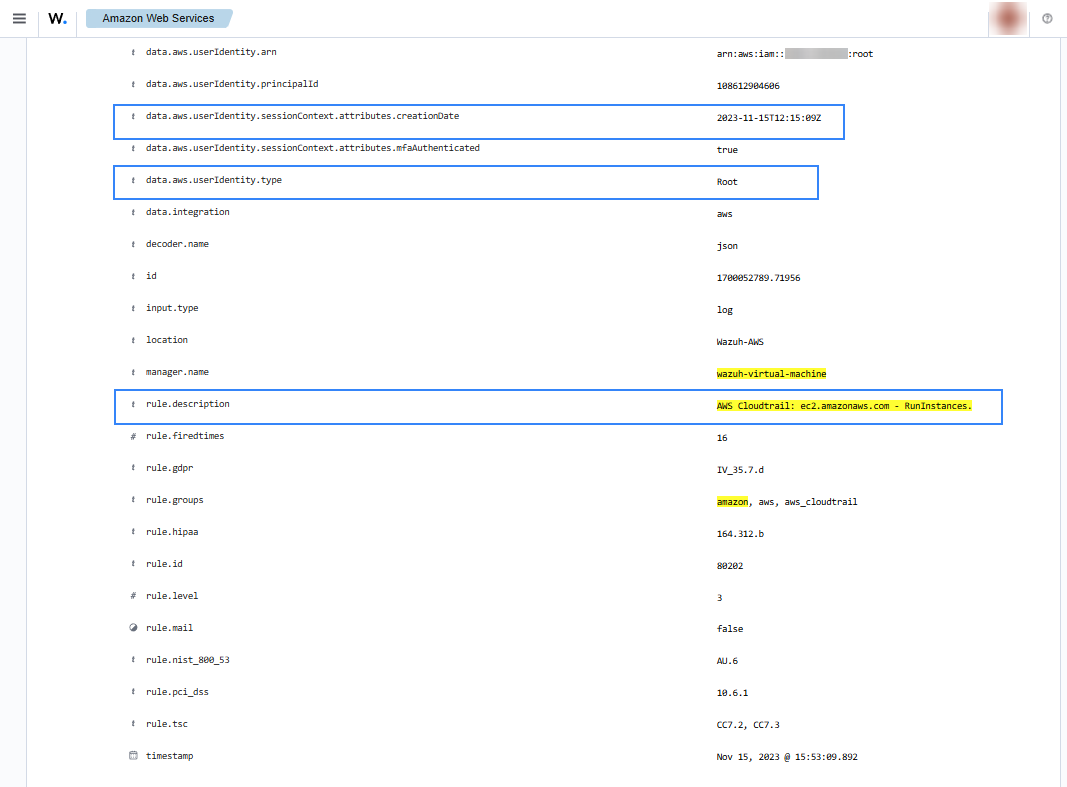 W.
Amazon Web Services
data.aws.userIdentity.arn arn:aws:iam:: :root
data.aws.userIdentity.principalId 108612904606
data.aws.userIdentity.sessionContext.attributes.creationDate 2023-11-15T12:15:09Z
data.aws.userIdentity.sessionContext.attributes.mfaAuthenticated true
data.aws.userIdentity.type Root
data.integration aws
decoder.name json
id 1700052789.71956
input.type log
location Wazuh-AWS
manager.name wazuh-virtual-machine
rule.description AWS Cloudtrail: ec2.amazonaws.com - RunInstances.
# rule.firedtimes 16
rule.gdpr IV_35.7.d
rule.groups amazon, aws, aws_cloudtrail
rule.hipaa 164.312.b
rule.id 80202
# rule.level 3
rule.mail false
rule.nist_800_53 AU.6
rule.pci_dss 10.6.1
rule.tsc CC7.2, CC7.3
timestamp Nov 15, 2023 @ 15:53:09.892